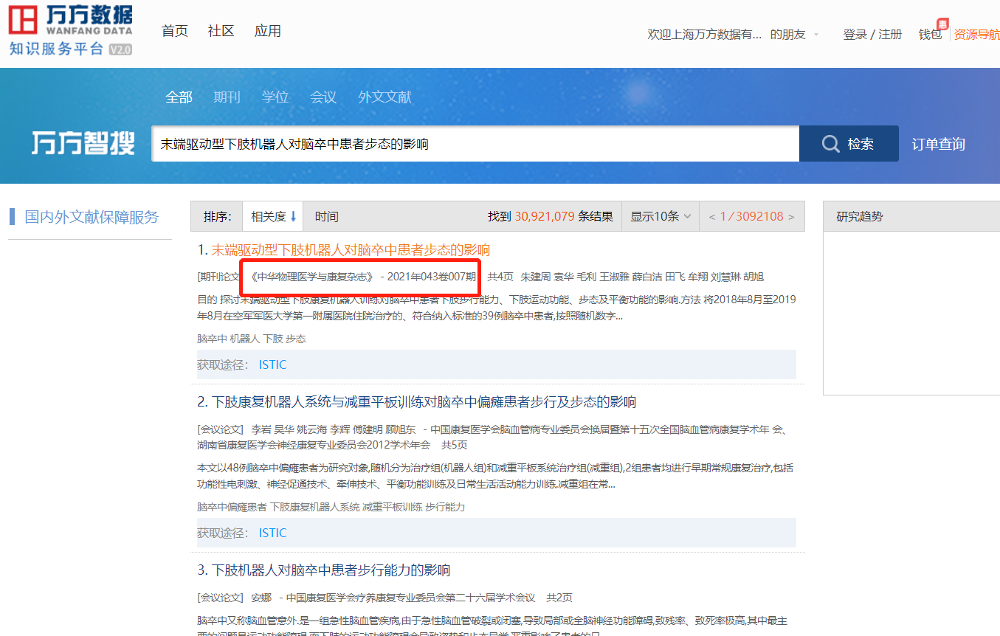 万方数据
WANFANG DATA
知识服务平台 V2.0
首页 社区 应用
欢迎上海万方数据有... 的朋友 登录 / 注册 钱包 惠 资源导航
全部 期刊 学位 会议 外文文献
万方智搜 末端驱动型下肢机器人对脑卒中患者步态的影响 检索 订单查询
国内外文献保障服务
排序: 相关度 时间 找到 30,921,079 条结果 显示10条 < 1 / 3092108 >
研究趋势
1. 末端驱动型下肢机器人对脑卒中患者步态的影响
[期刊论文 《中华物理医学与康复杂志》 - 2021年043卷007期 共4页 朱建周 袁华 毛利 王淑雅 薛白洁 田飞 牟翔 刘慧琳 胡旭
目的 探讨末端驱动型下肢康复机器人训练对脑卒中患者下肢步行能力、下肢运动功能、步态及平衡功能的影响.方法 将2018年8月至2019
年8月在空军军医大学第一附属医院住院治疗的、符合纳入标准的39例脑卒中患者,按照随机数字...
脑卒中 机器人 下肢 步态
获取途径: ISTIC
2. 下肢康复机器人系统与减重平板训练对脑卒中偏瘫患者步行及步态的影响
[会议论文] 李岩 吴华 姚云海 李辉 傅建明 顾旭东 - 中国康复医学会脑血管病专业委员会换届暨第十五次全国脑血管病康复学术年 会、
湖南省康复医学会神经康复专业委员会2012学术年会 共5页
本文以48例脑卒中偏瘫患者为研究对象,随机分为治疗组(机器人组)和减重平板系统治疗组(减重组),2组患者均进行早期常规康复治疗,包括
功能性电刺激、神经促通技术、牵伸技术、平衡功能训练及日常生活活动能力训练.减重组在常...
脑卒中偏瘫患者 下肢康复机器人系统 减重平板训练 步行能力
获取途径: ISTIC
3. 下肢机器人对脑卒中患者步行能力的影响
[会议论文] 安娜 - 中国康复医学会疗养康复专业委员会第二十六届学术会议 共2页
脑卒中又称脑血管意外.是一组急性脑血管疾病,由于急性脑血管破裂或闭塞,导致局部或全脑神经功能障碍,致残率、致死率极高,其中最主